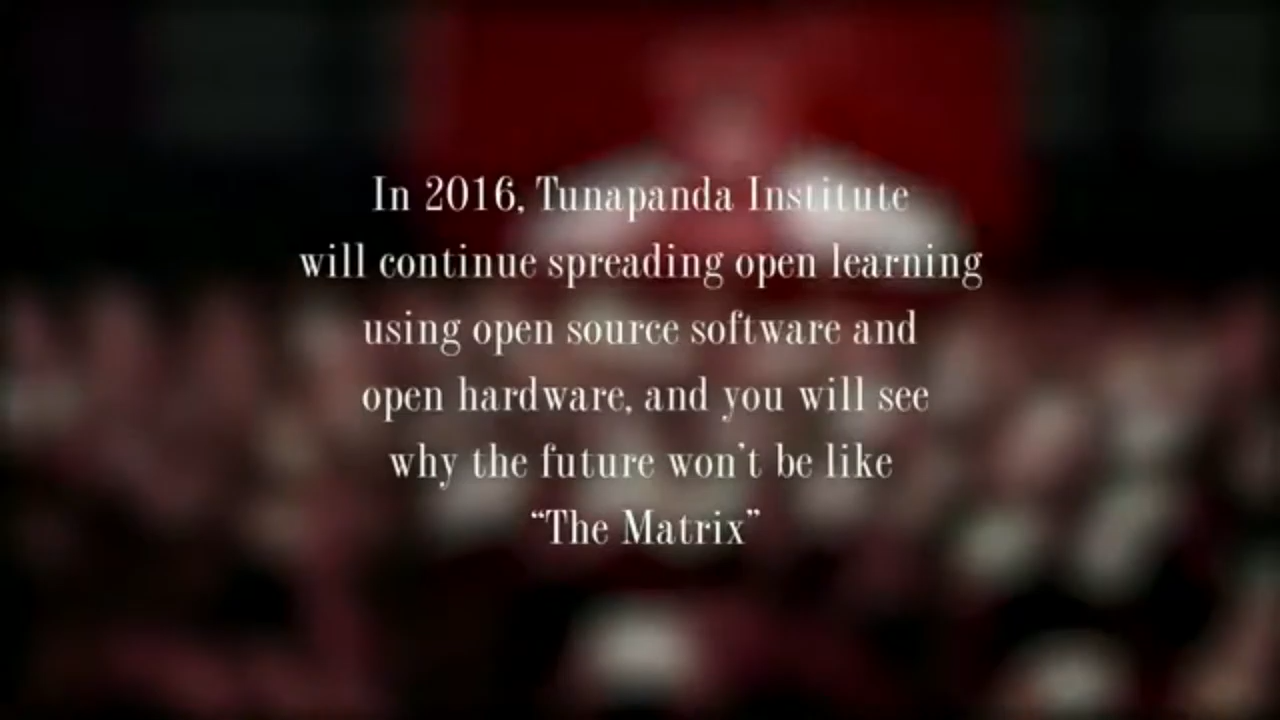 In 2016, Tunapanda Institute
will continue spreading open learning
using open source software and
open hardware, and you will see
why the future won’t be like
“The Matrix”